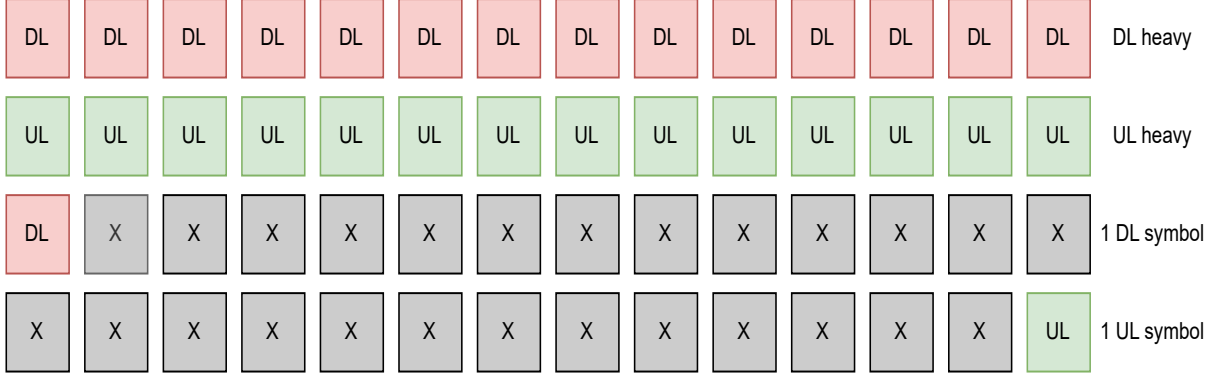 DL DL DL DL DL DL DL DL DL DL DL DL DL DL DL heavy
UL UL UL UL UL UL UL UL UL UL UL UL UL UL UL heavy
DL X X X X X X X X X X X X X 1 DL symbol
X X X X X X X X X X X X X UL 1 UL symbol